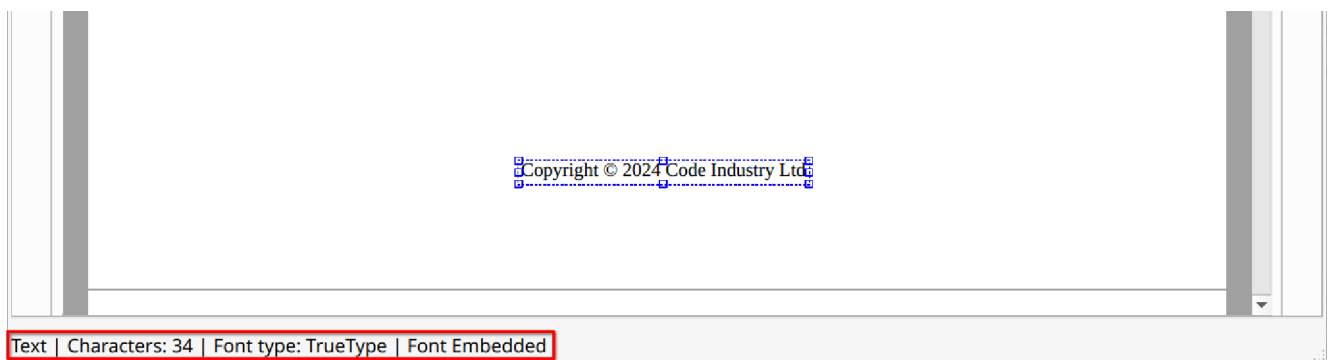 Copyright © 2024 Code Industry Ltd.
Text | Characters: 34 | Font type: TrueType | Font Embedded